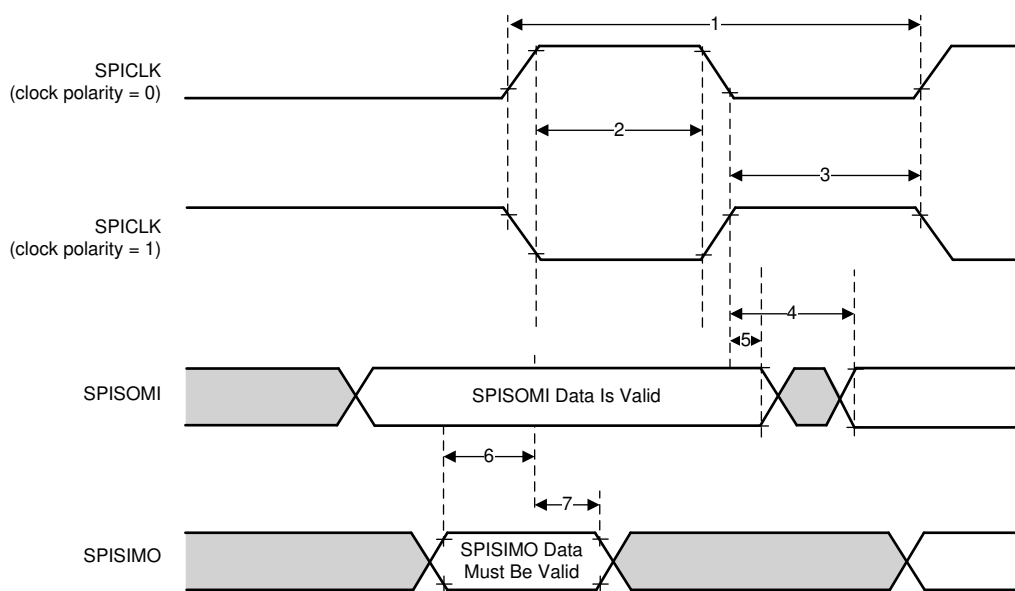 1
SPICLK
(clock polarity = 0)
2
3
SPICLK
(clock polarity = 1)
4
5
SPISOMI
SPISOMI Data Is Valid
6
7
SPISIMO
SPISIMO Data
Must Be Valid